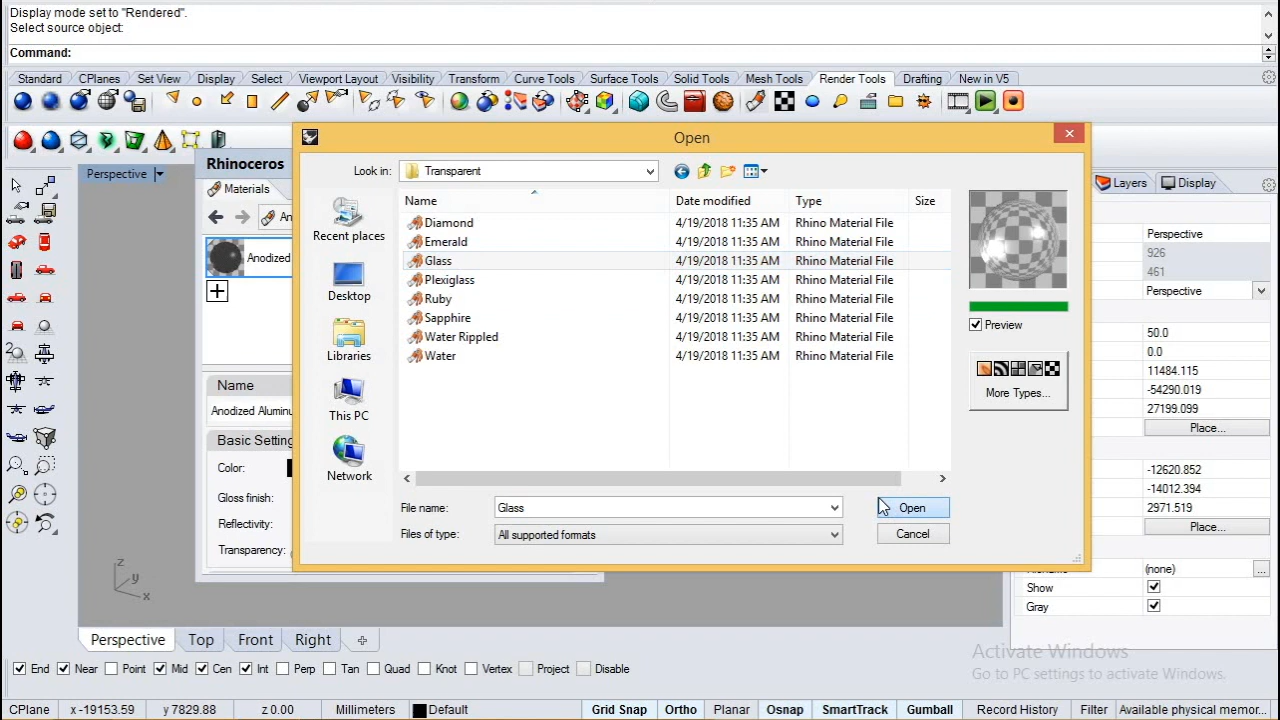 Display mode set to "Rendered".
Select source object:
Command:
Standard CPlanes Set View Display Select Viewport Layout Visibility Transform Curve Tools Surface Tools Solid Tools Mesh Tools Render Tools Drafting New in V5
Perspective
Rhinoceros
Materials
An
Anodized
Name
Anodized Aluminu
Basic Setting
Color:
Gloss finish:
Reflectivity:
Transparency:
Open
Look in: Transparent
Recent places
Desktop
Libraries
This PC
Network
Name Date modified Type Size
Diamond 4/19/2018 11:35 AM Rhino Material File
Emerald 4/19/2018 11:35 AM Rhino Material File
Glass 4/19/2018 11:35 AM Rhino Material File
Plexiglass 4/19/2018 11:35 AM Rhino Material File
Ruby 4/19/2018 11:35 AM Rhino Material File
Sapphire 4/19/2018 11:35 AM Rhino Material File
Water Rippled 4/19/2018 11:35 AM Rhino Material File
Water 4/19/2018 11:35 AM Rhino Material File
File name: Glass Open
Files of type: All supported formats Cancel
Preview
More Types...
Layers Display
Perspective
926
461
Perspective
50.0
0.0
11484.115
-54290.019
27199.099
Place...
-12620.852
-14012.394
2971.519
Place...
(none) ...
Show
Gray
Activate Windows
Go to PC settings to activate Windows.
z
y
x
Perspective Top Front Right
End Near Point Mid Cen Int Perp Tan Quad Knot Vertex Project Disable
CPlane x -19153.59 y 7829.88 z 0.00 Millimeters Default Grid Snap Ortho Planar Osnap SmartTrack Gumball Record History Filter Available physical memor...